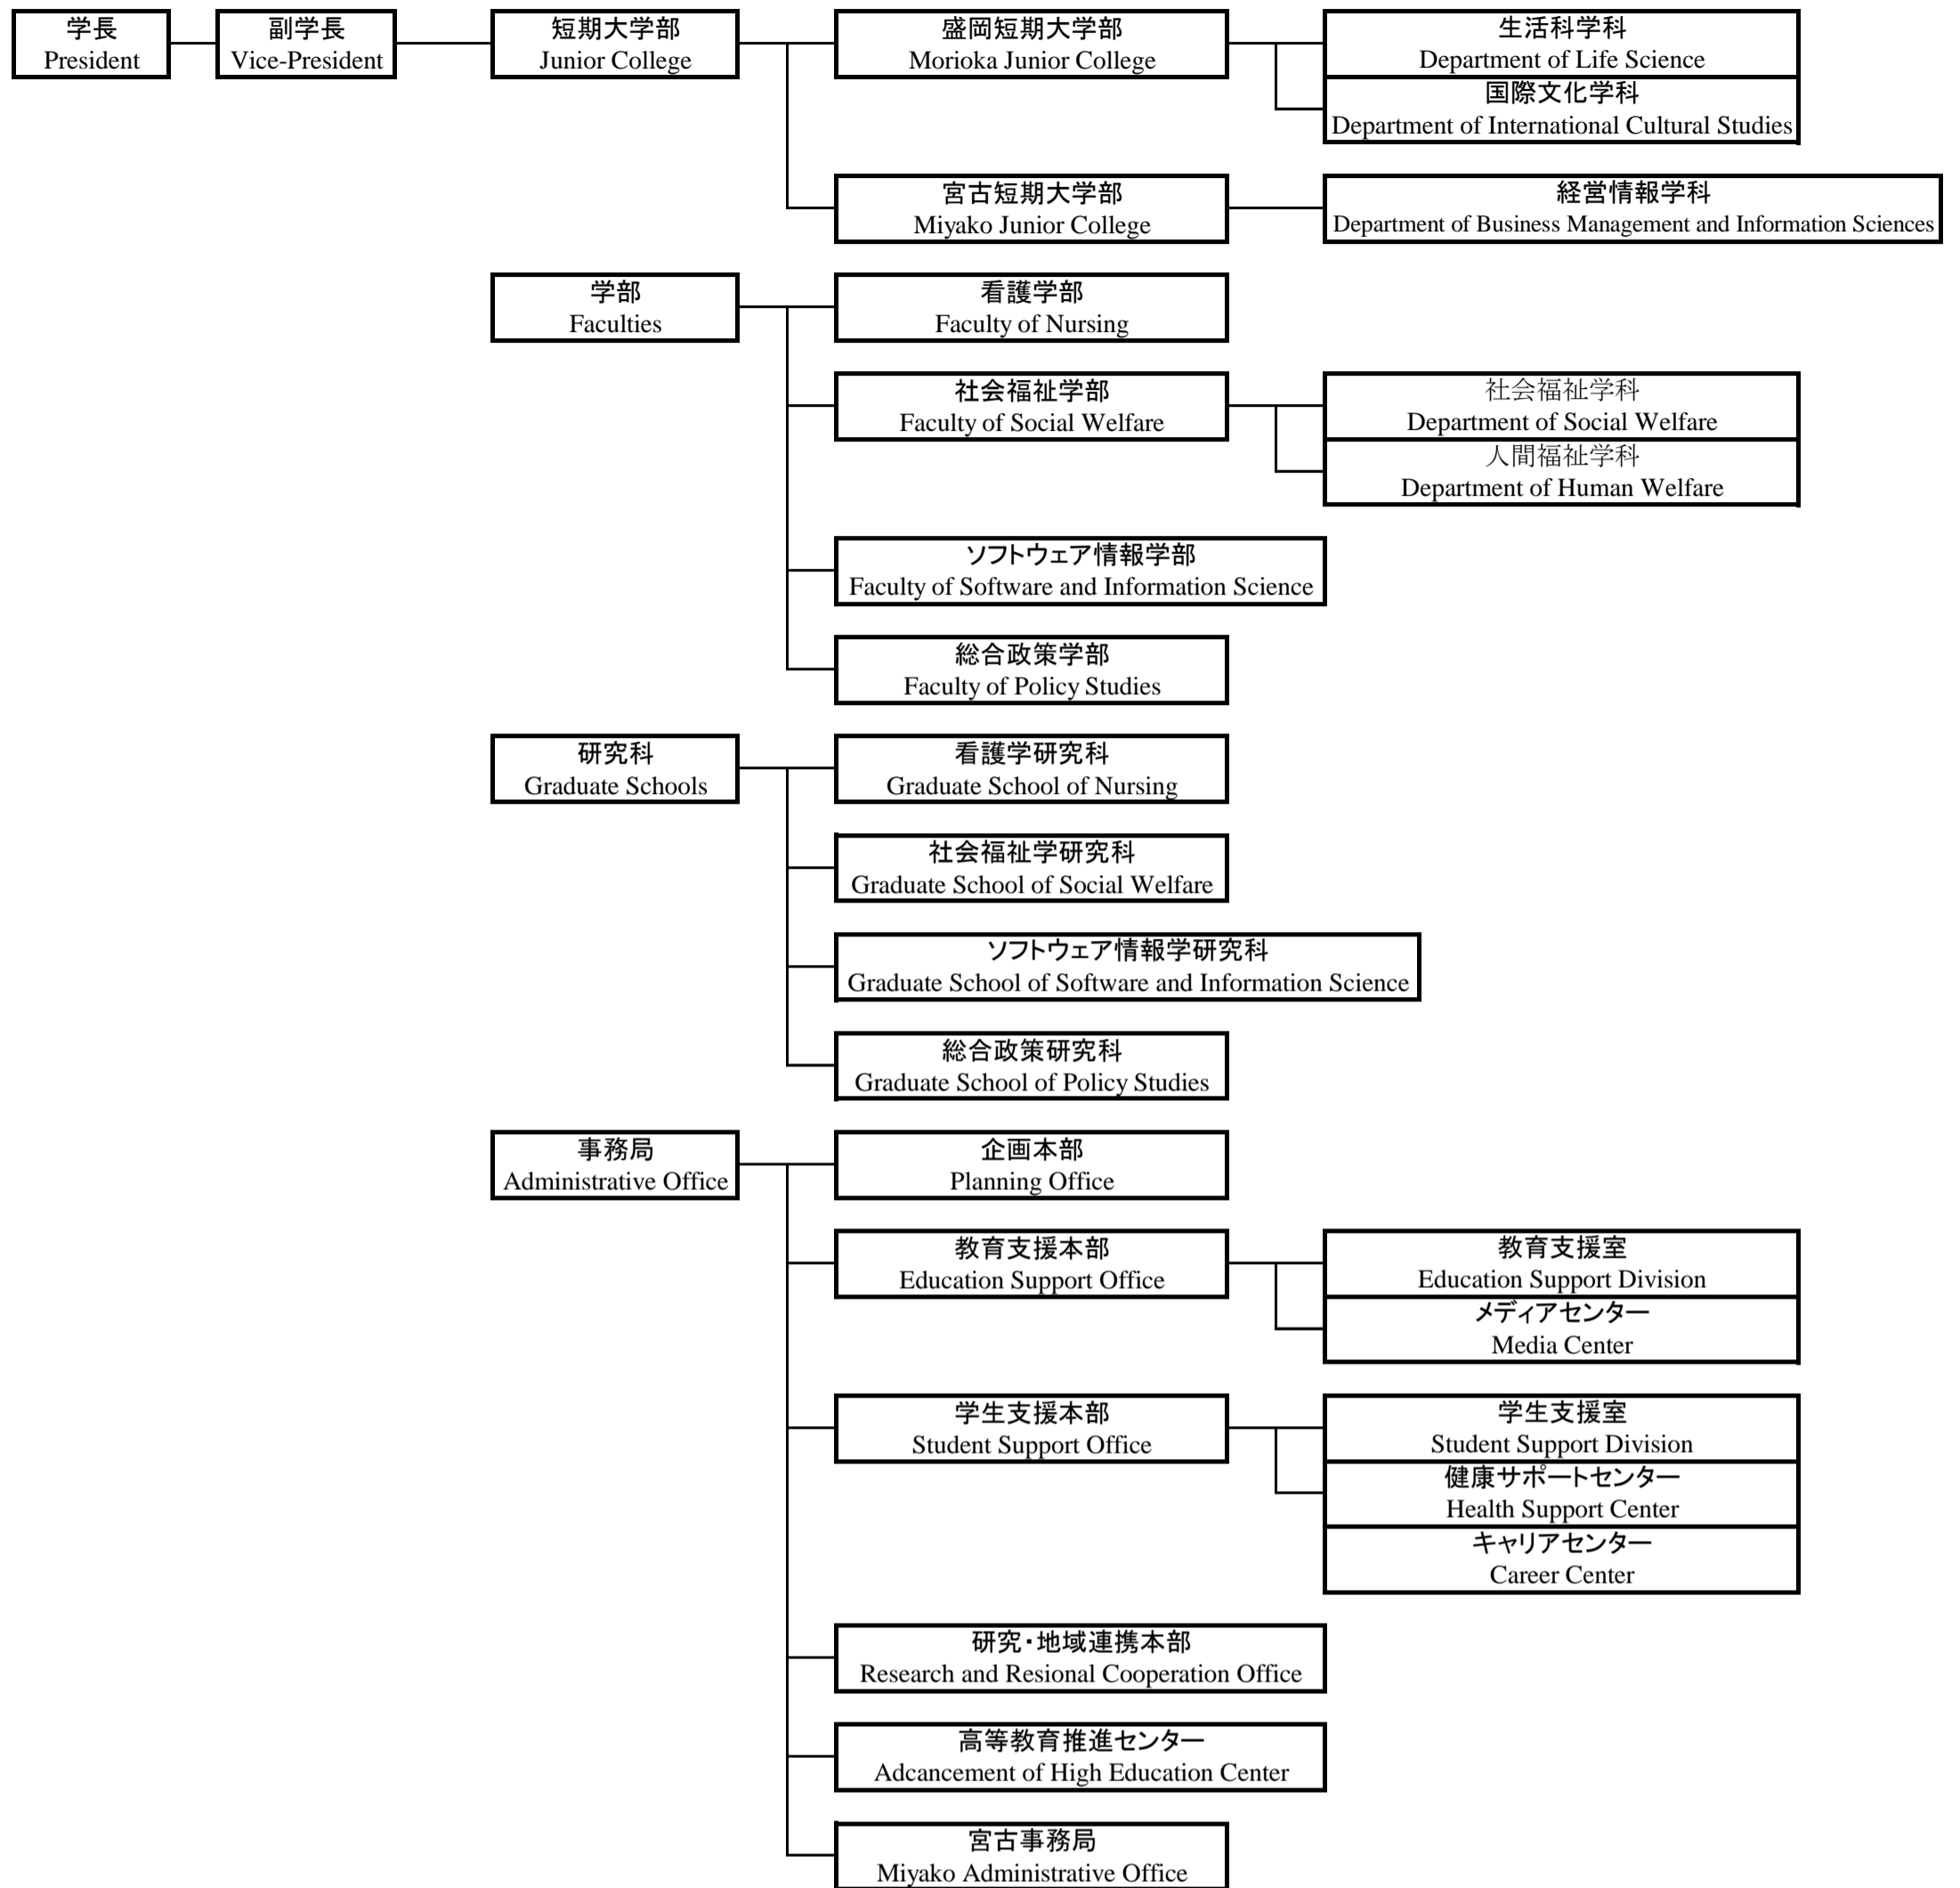 学長
President
副学長
Vice-President
短期大学部
Junior College
盛岡短期大学部
Morioka Junior College
生活科学科
Department of Life Science
国際文化学科
Department of International Cultural Studies
宮古短期大学部
Miyako Junior College
経営情報学科
Department of Business Management and Information Sciences
学部
Faculties
看護学部
Faculty of Nursing
社会福祉学部
Faculty of Social Welfare
社会福祉学科
Department of Social Welfare
人間福祉学科
Department of Human Welfare
ソフトウェア情報学部
Faculty of Software and Information Science
総合政策学部
Faculty of Policy Studies
研究科
Graduate Schools
看護学研究科
Graduate School of Nursing
社会福祉学研究科
Graduate School of Social Welfare
ソフトウェア情報学研究科
Graduate School of Software and Information Science
総合政策研究科
Graduate School of Policy Studies
事務局
Administrative Office
企画本部
Planning Office
教育支援本部
Education Support Office
教育支援室
Education Support Division
メディアセンター
Media Center
学生支援本部
Student Support Office
学生支援室
Student Support Division
健康サポートセンター
Health Support Center
キャリアセンター
Career Center
研究・地域連携本部
Research and Resional Cooperation Office
高等教育推進センター
Adcancement of High Education Center
宮古事務局
Miyako Administrative Office